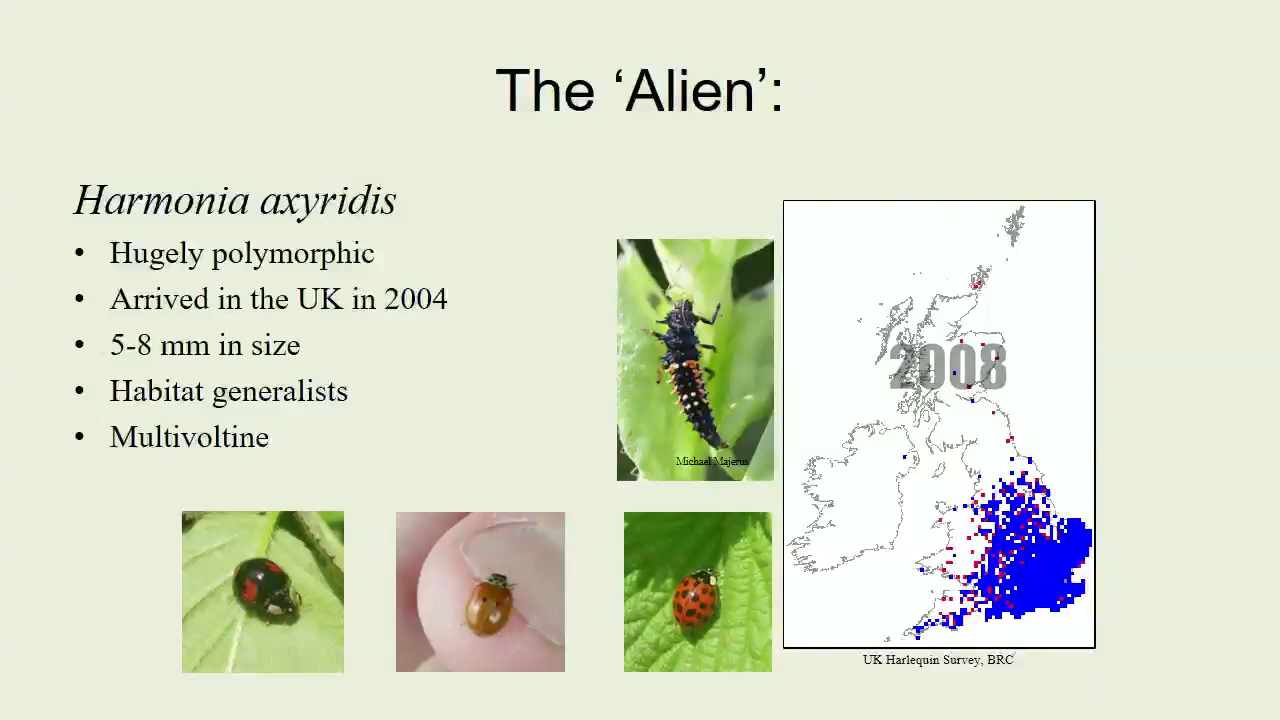 The ‘Alien’:
Harmonia axyridis
• Hugely polymorphic
• Arrived in the UK in 2004
• 5-8 mm in size
• Habitat generalists
• Multivoltine
Michael Majerus
2008
UK Harlequin Survey, BRC